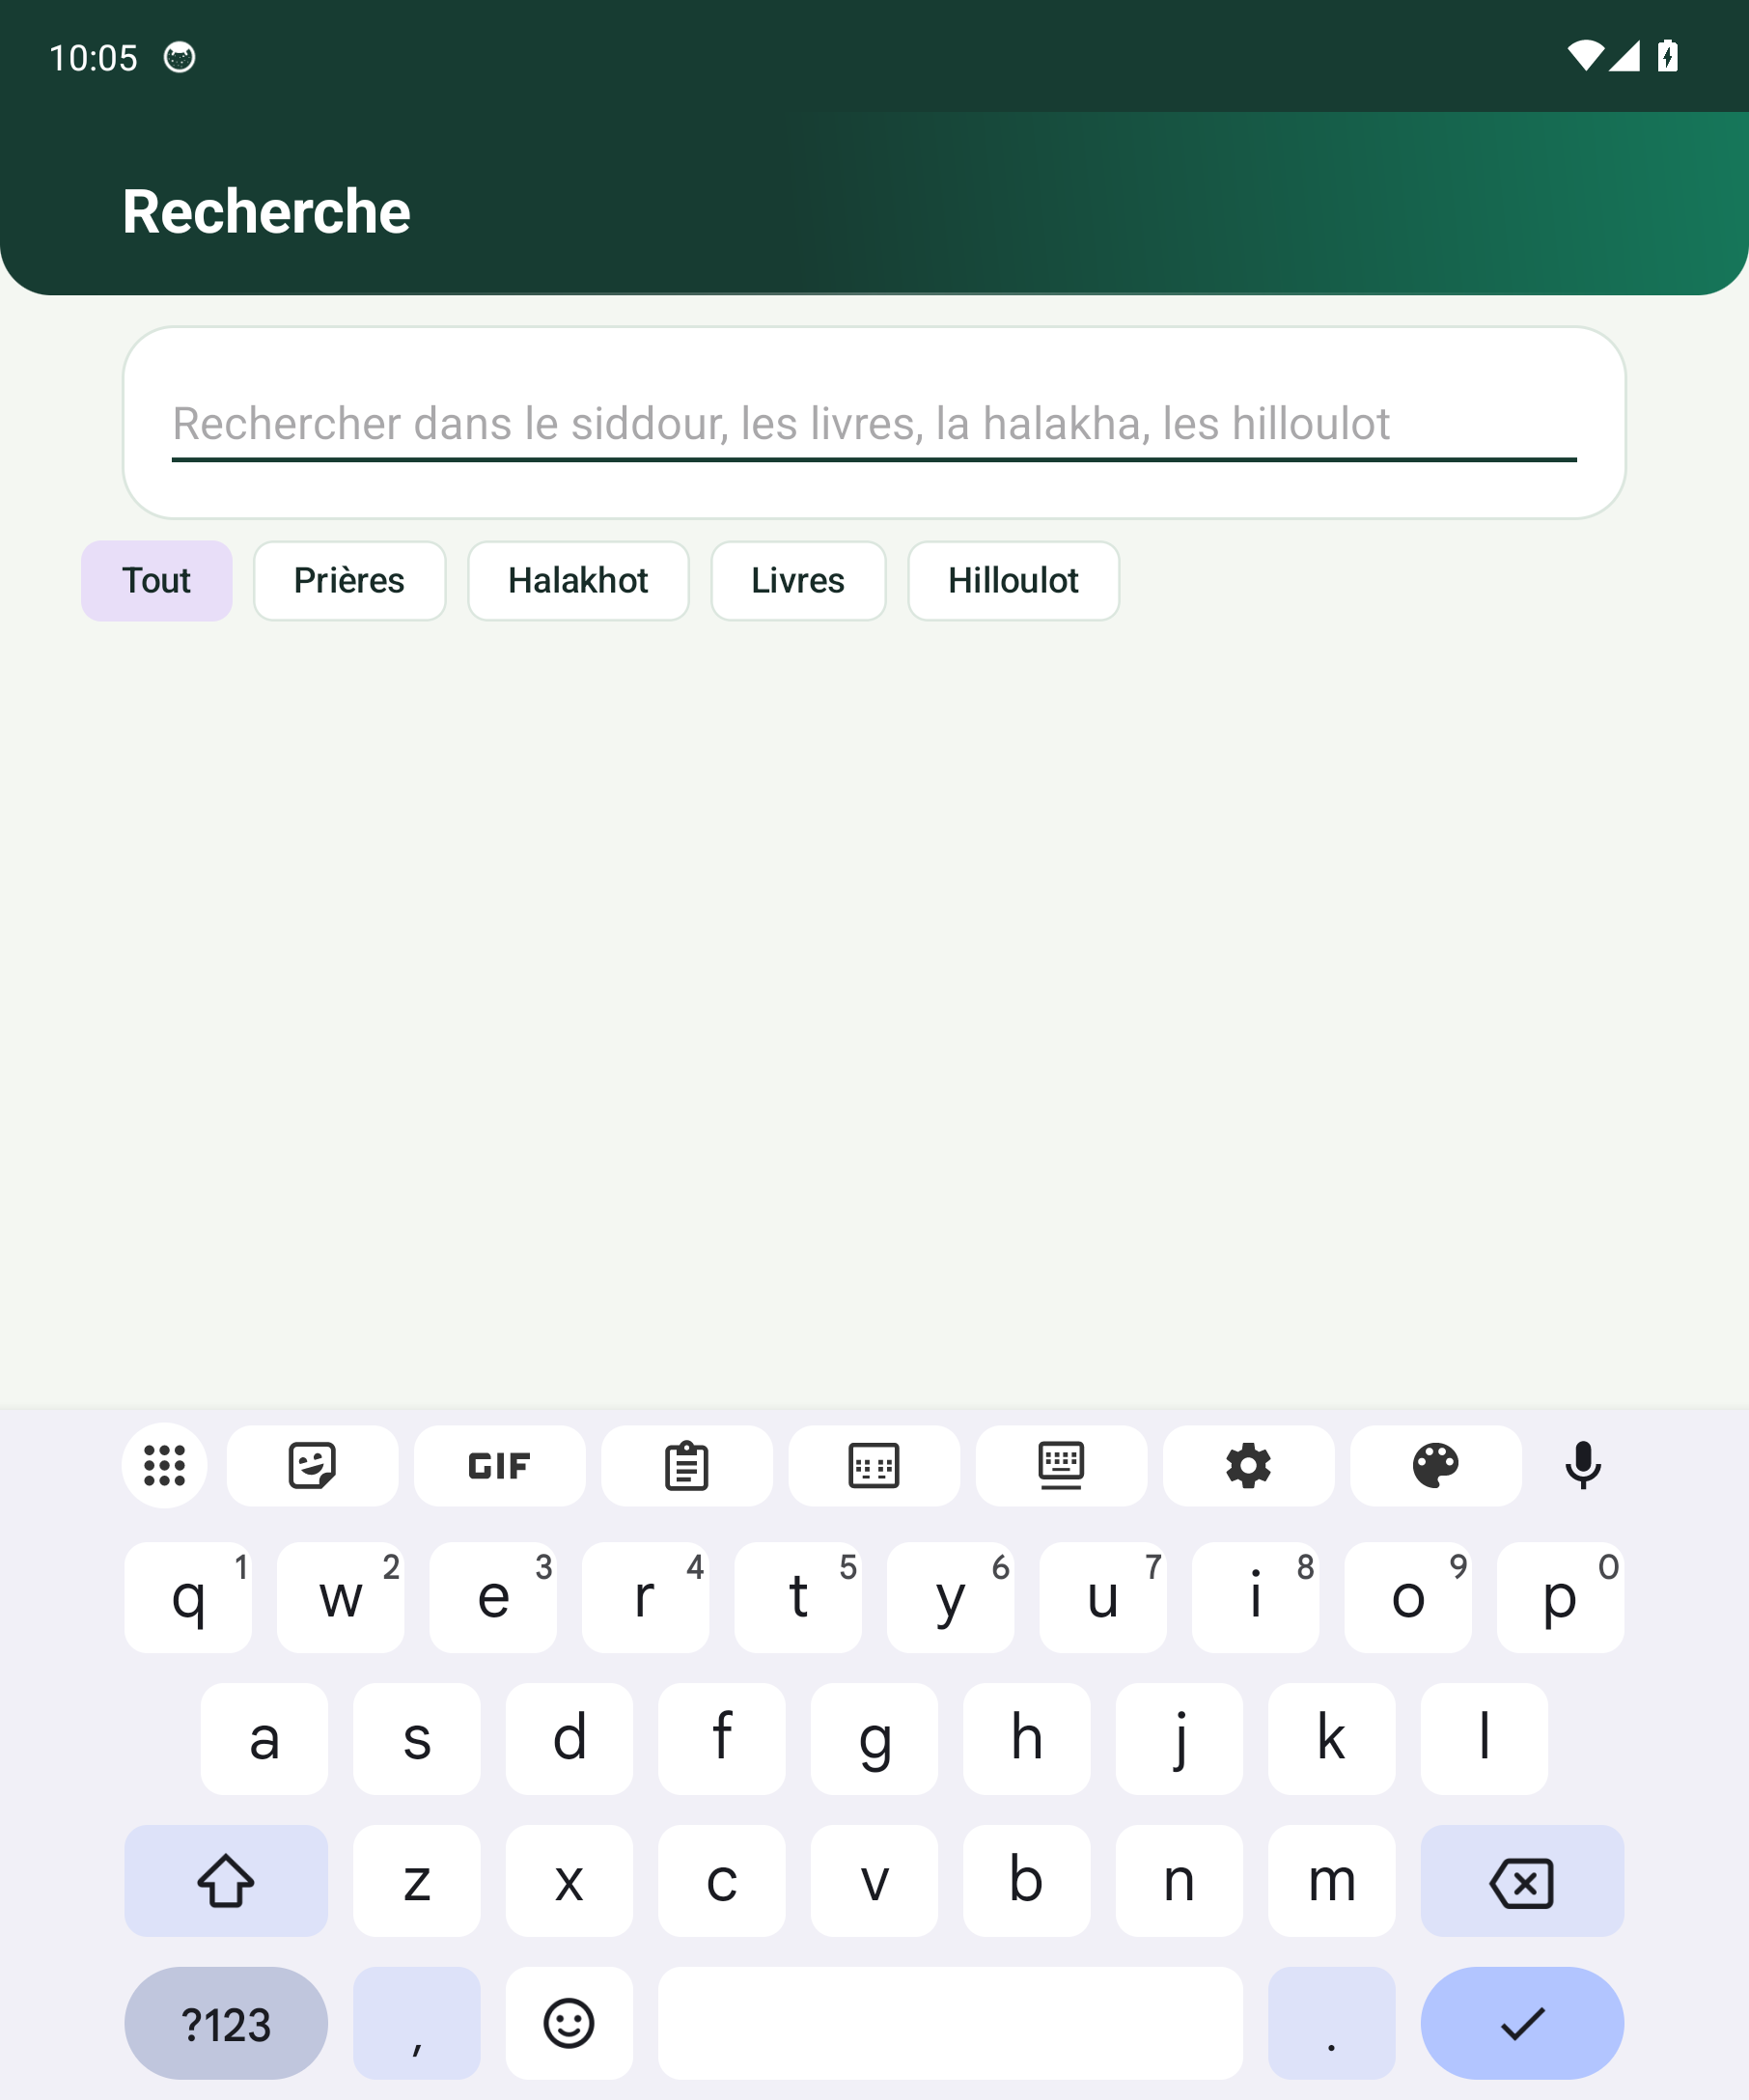 10:05
Recherche
Rechercher dans le siddour, les livres, la halakha, les hilloulot
Tout Prières Halakhot Livres Hilloulot
GIF
q 1 w 2 e 3 r 4 t 5 y 6 u 7 i 8 o 9 p 0
a s d f g h j k l
z x c v b n m
?123 , .